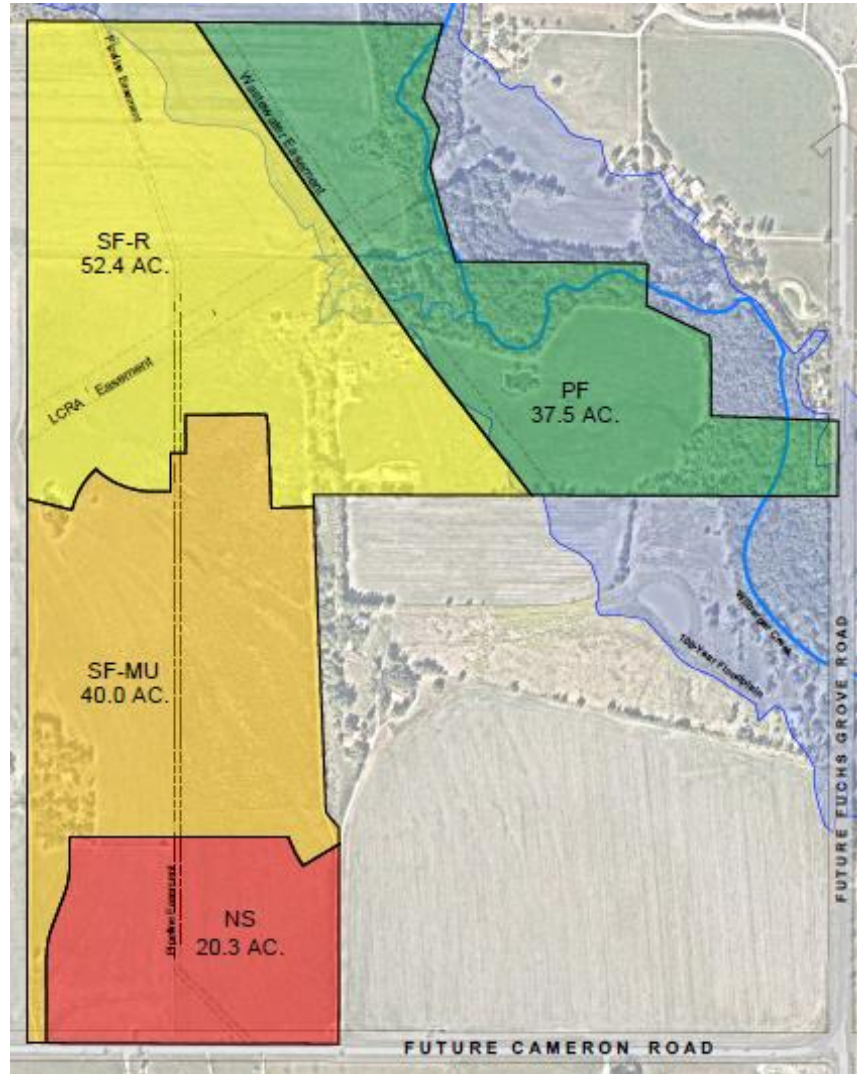 Pipeline Easement
Wastewater Easement
SF-R
52.4 AC.
LCRA Easement
PF
37.5 AC.
SF-MU
40.0 AC.
Wilbarger Creek
100-Year Floodplain
FUTURE FUCHS GROVE ROAD
Pipeline Easement
NS
20.3 AC.
FUTURE CAMERON ROAD